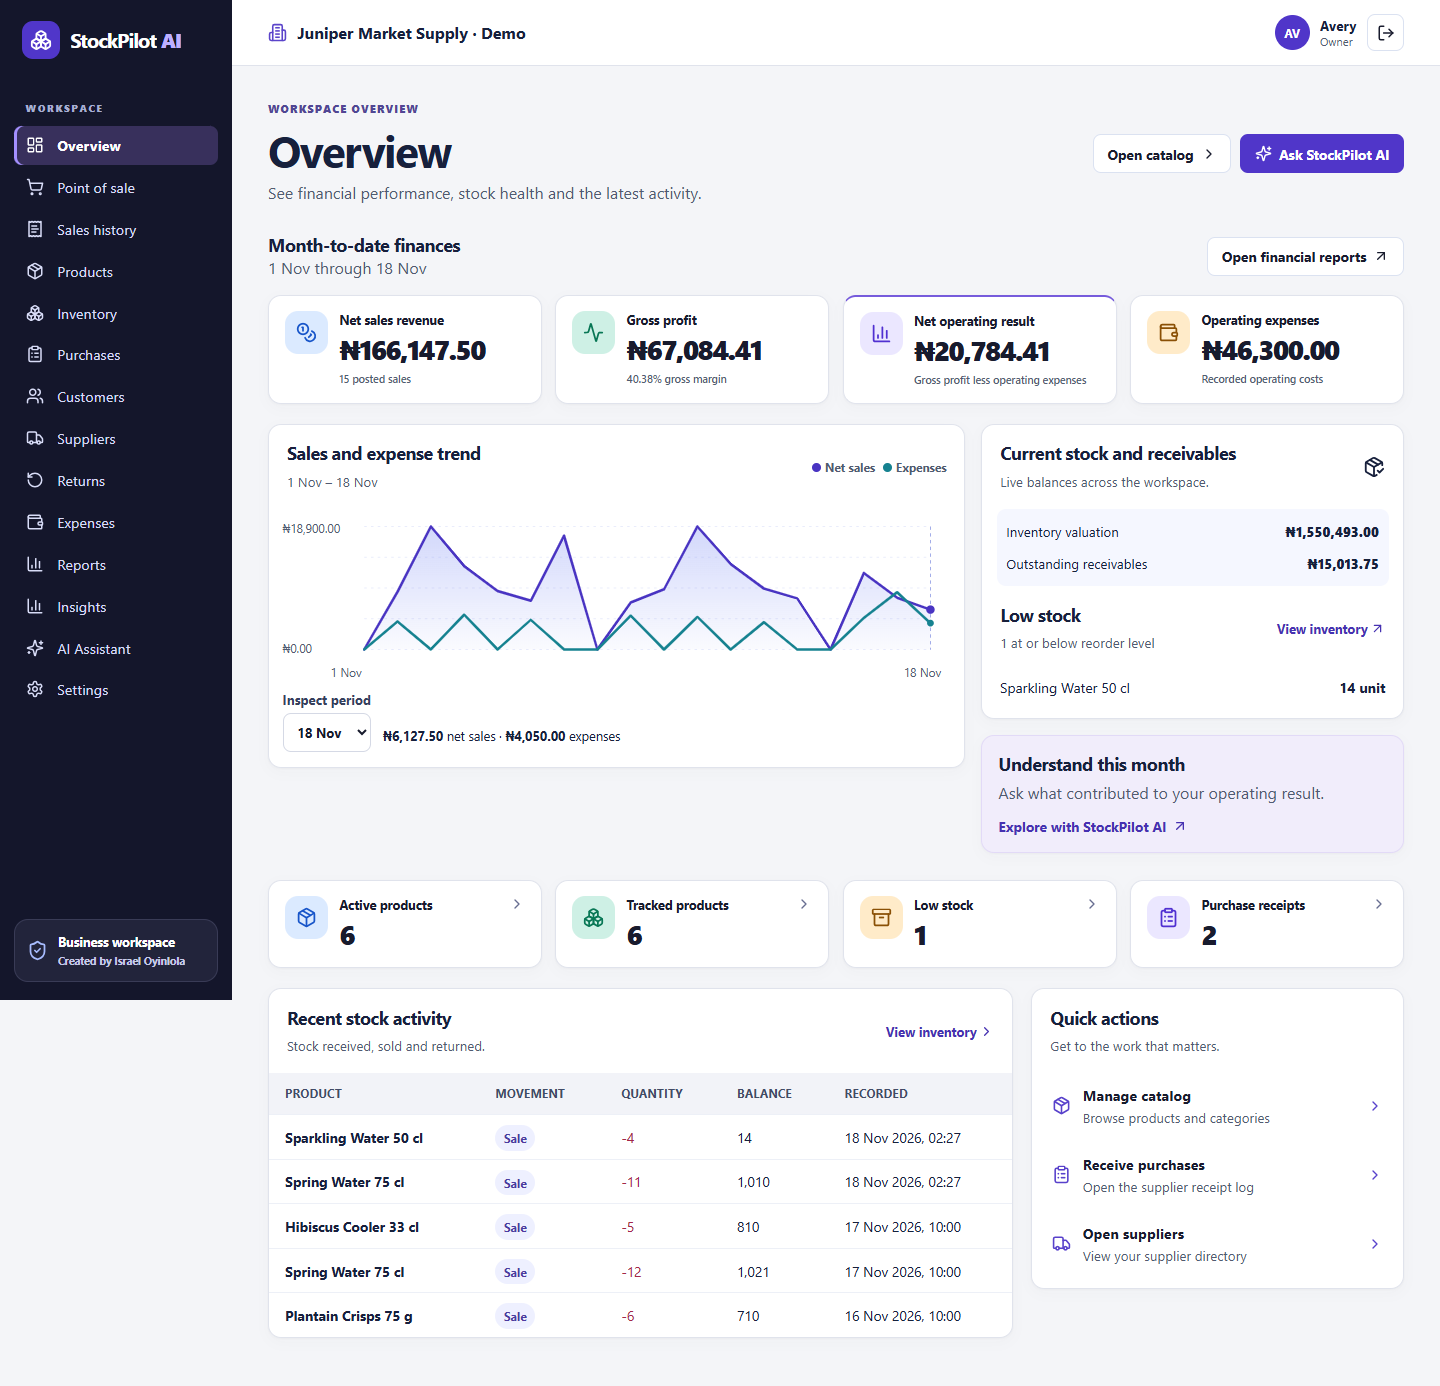 StockPilot AI
WORKSPACE
Overview
Point of sale
Sales history
Products
Inventory
Purchases
Customers
Suppliers
Returns
Expenses
Reports
Insights
AI Assistant
Settings
Business workspace
Created by Israel Oyinlola
Juniper Market Supply · Demo
AV
Avery
Owner
WORKSPACE OVERVIEW
Overview
See financial performance, stock health and the latest activity.
Open catalog
Ask StockPilot AI
Month-to-date finances
1 Nov through 18 Nov
Open financial reports
Net sales revenue
₦166,147.50
15 posted sales
Gross profit
₦67,084.41
40.38% gross margin
Net operating result
₦20,784.41
Gross profit less operating expenses
Operating expenses
₦46,300.00
Recorded operating costs
Sales and expense trend
1 Nov – 18 Nov
Net sales Expenses
₦18,900.00
₦0.00
1 Nov 18 Nov
Inspect period
18 Nov
₦6,127.50 net sales · ₦4,050.00 expenses
Current stock and receivables
Live balances across the workspace.
Inventory valuation ₦1,550,493.00
Outstanding receivables ₦15,013.75
Low stock
1 at or below reorder level
View inventory
Sparkling Water 50 cl 14 unit
Understand this month
Ask what contributed to your operating result.
Explore with StockPilot AI
Active products
6
Tracked products
6
Low stock
1
Purchase receipts
2
Recent stock activity
Stock received, sold and returned.
View inventory
PRODUCT MOVEMENT QUANTITY BALANCE RECORDED
Sparkling Water 50 cl Sale -4 14 18 Nov 2026, 02:27
Spring Water 75 cl Sale -11 1,010 18 Nov 2026, 02:27
Hibiscus Cooler 33 cl Sale -5 810 17 Nov 2026, 10:00
Spring Water 75 cl Sale -12 1,021 17 Nov 2026, 10:00
Plantain Crisps 75 g Sale -6 710 16 Nov 2026, 10:00
Quick actions
Get to the work that matters.
Manage catalog
Browse products and categories
Receive purchases
Open the supplier receipt log
Open suppliers
View your supplier directory